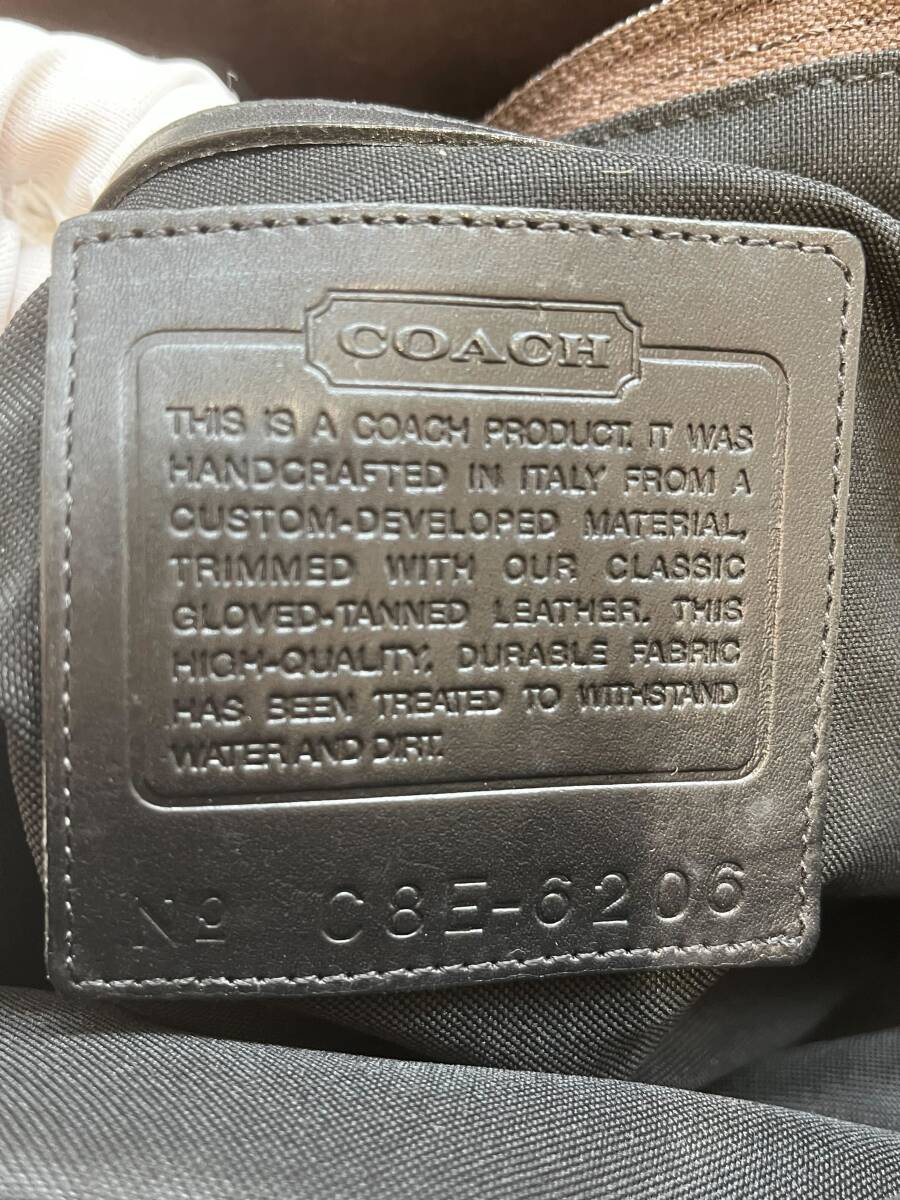 COACH
THIS IS A COACH PRODUCT. IT WAS
HANDCRAFTED IN ITALY FROM A
CUSTOM-DEVELOPED MATERIAL,
TRIMMED WITH OUR CLASSIC
GLOVED-TANNED LEATHER. THIS
HIGH-QUALITY, DURABLE FABRIC
HAS BEEN TREATED TO WITHSTAND
WATER AND DIRT.
No C8E-6206